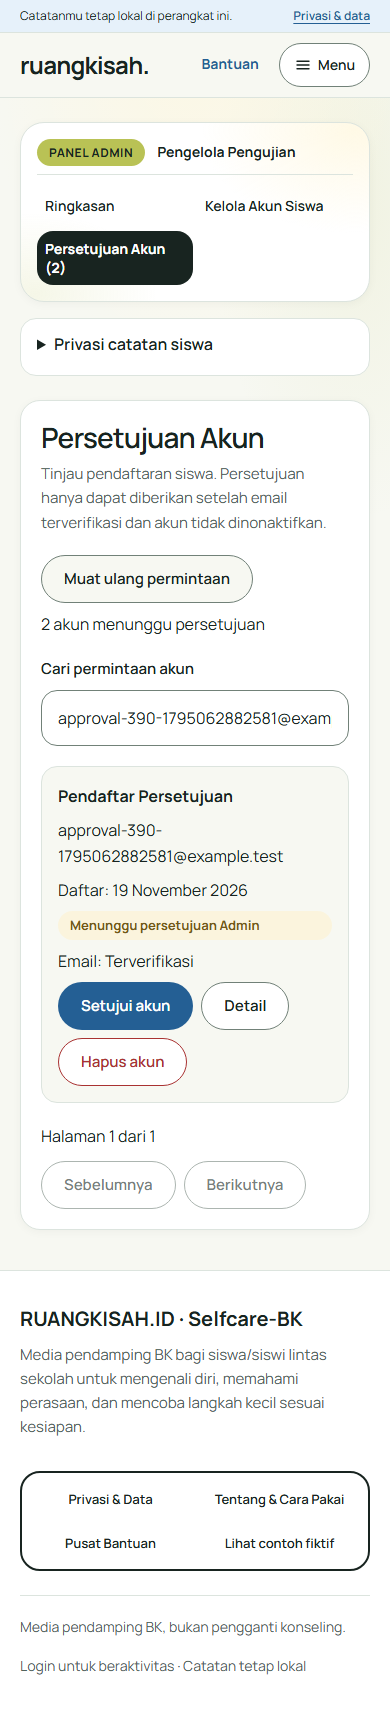 Catatanmu tetap lokal di perangkat ini. Privasi & data
ruangkisah. Bantuan Menu
PANEL ADMIN Pengelola Pengujian
Ringkasan Kelola Akun Siswa
Persetujuan Akun
(2)
Privasi catatan siswa
Persetujuan Akun
Tinjau pendaftaran siswa. Persetujuan
hanya dapat diberikan setelah email
terverifikasi dan akun tidak dinonaktifkan.
Muat ulang permintaan
2 akun menunggu persetujuan
Cari permintaan akun
approval-390-1795062882581@exam
Pendaftar Persetujuan
approval-390-
1795062882581@example.test
Daftar: 19 November 2026
Menunggu persetujuan Admin
Email: Terverifikasi
Setujui akun Detail
Hapus akun
Halaman 1 dari 1
Sebelumnya Berikutnya
RUANGKISAH.ID · Selfcare-BK
Media pendamping BK bagi siswa/siswi lintas
sekolah untuk mengenali diri, memahami
perasaan, dan mencoba langkah kecil sesuai
kesiapan.
Privasi & Data Tentang & Cara Pakai
Pusat Bantuan Lihat contoh fiktif
Media pendamping BK, bukan pengganti konseling.
Login untuk beraktivitas · Catatan tetap lokal